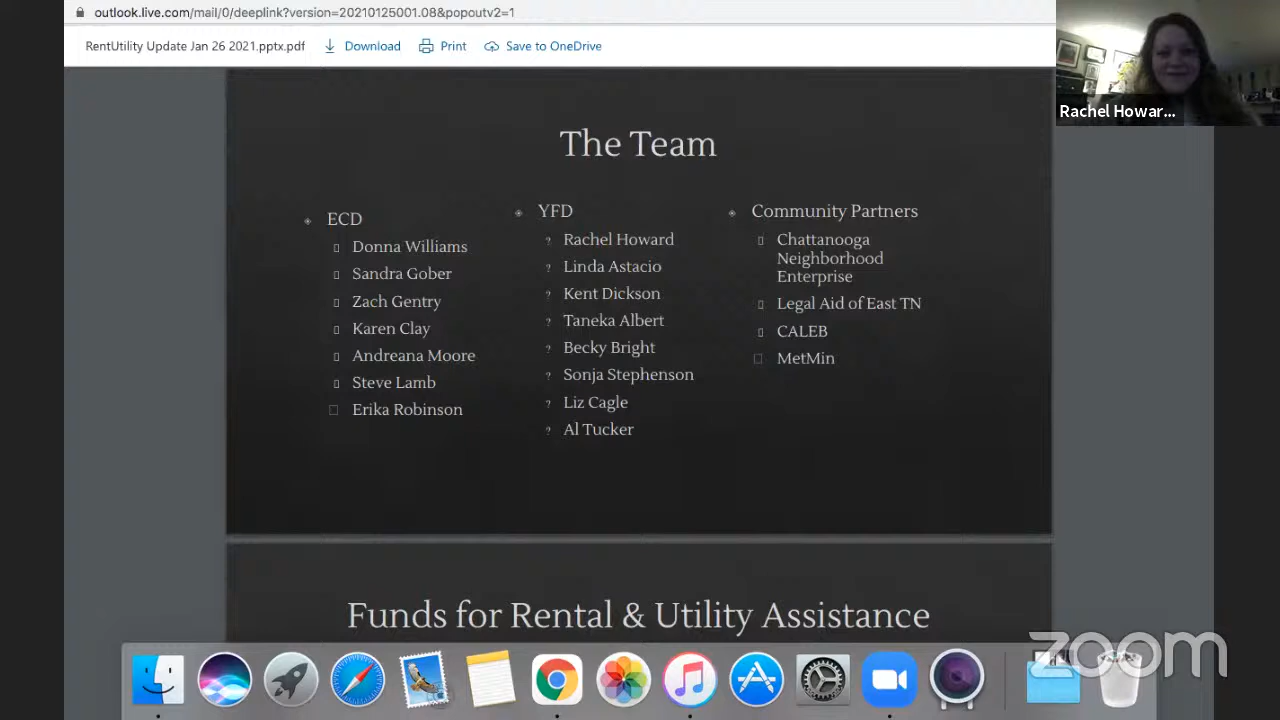 outlook.live.com/mail/0/deeplink?version=20210125001.08&popoutv2=1
RentUtility Update Jan 26 2021.pptx.pdf
Download
Print
Save to OneDrive
Rachel Howar...
The Team
ECD
Donna Williams
Sandra Gober
Zach Gentry
Karen Clay
Andreana Moore
Steve Lamb
Erika Robinson
YFD
? Rachel Howard
? Linda Astacio
? Kent Dickson
? Taneka Albert
? Becky Bright
? Sonja Stephenson
? Liz Cagle
? Al Tucker
Community Partners
Chattanooga
Neighborhood
Enterprise
Legal Aid of East TN
CALEB
MetMin
Funds for Rental & Utility Assistance
zoom